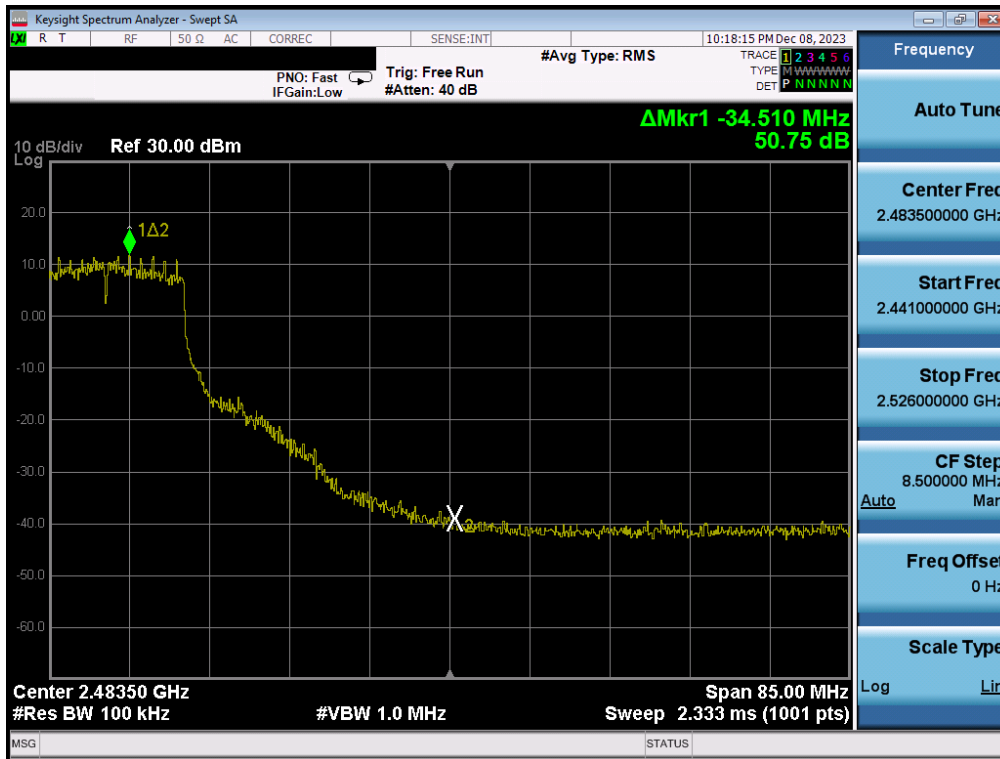 Keysight Spectrum Analyzer - Swept SA
LXI R T RF 50 Ω AC CORREC SENSE:INT 10:18:15 PM Dec 08, 2023
PNO: Fast
IFGain:Low
Trig: Free Run
#Atten: 40 dB
#Avg Type: RMS
TRACE 1 2 3 4 5 6
TYPE M W W W W W
DET P N N N N N
ΔMkr1 -34.510 MHz
50.75 dB
10 dB/div
Log
Ref 30.00 dBm
20.0
10.0
0.00
-10.0
-20.0
-30.0
-40.0
-50.0
-60.0
1Δ2
X2
Center 2.48350 GHz
#Res BW 100 kHz
#VBW 1.0 MHz
Span 85.00 MHz
Sweep 2.333 ms (1001 pts)
MSG
STATUS
Frequency
Auto Tune
Center Freq
2.483500000 GHz
Start Freq
2.441000000 GHz
Stop Freq
2.526000000 GHz
CF Step
8.500000 MHz
Auto Man
Freq Offset
0 Hz
Scale Type
Log Lin